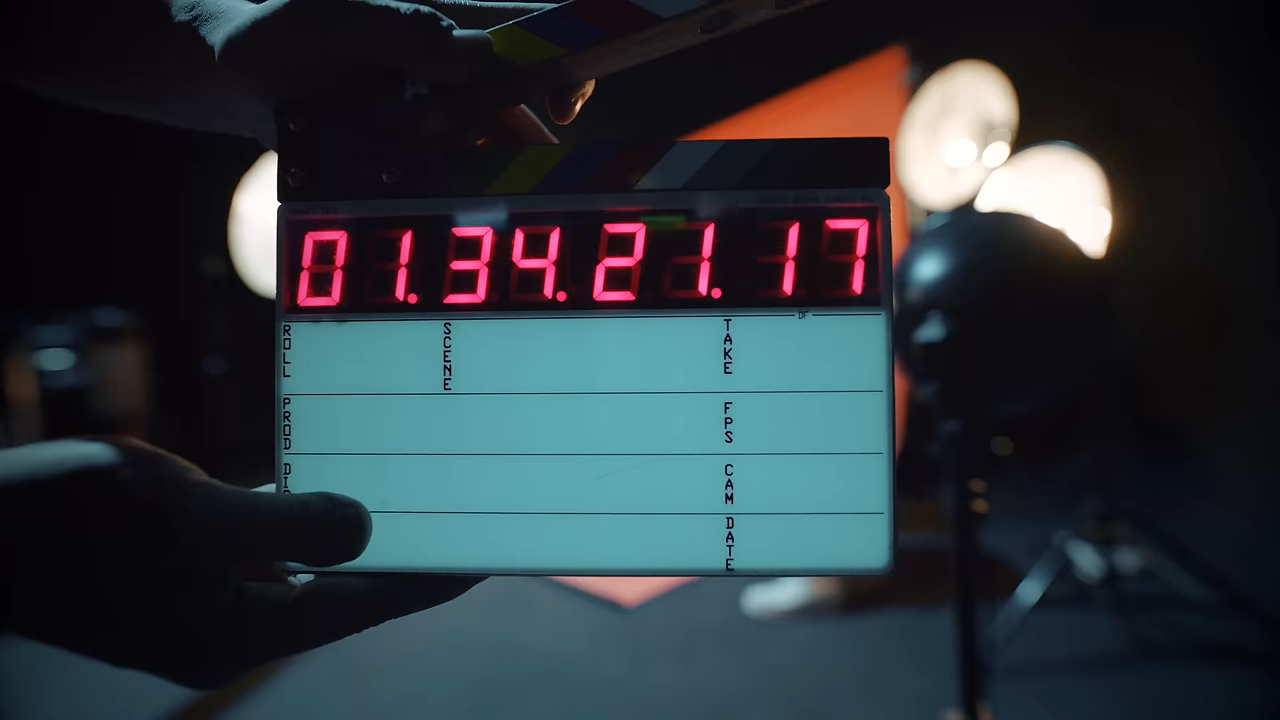 01.34.21.17
DF
ROLL SCENE TAKE
PROD FPS
CAM
DATE